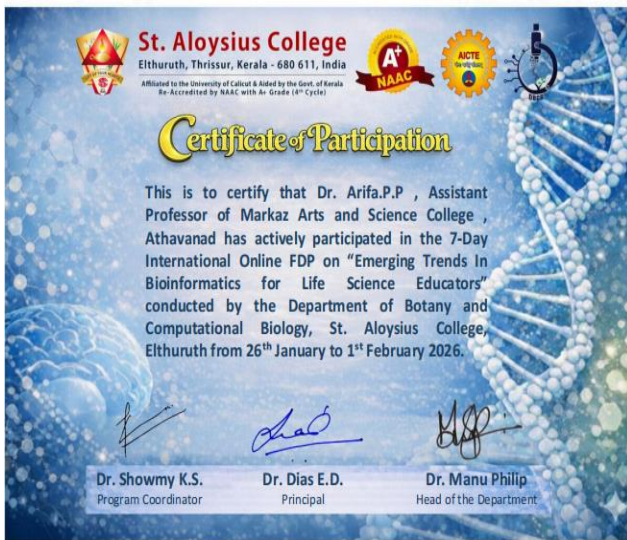 St. Aloysius College
Elthuruth, Thrissur, Kerala - 680 611, India
Affiliated to the University of Calicut & Aided by the Govt. of Kerala
Re-Accredited by NAAC with A+ Grade (4th Cycle)
A+
NAAC
AICTE
Certificate of Participation
This is to certify that Dr. Arifa.P.P , Assistant
Professor of Markaz Arts and Science College ,
Athavanad has actively participated in the 7-Day
International Online FDP on “Emerging Trends In
Bioinformatics for Life Science Educators”
conducted by the Department of Botany and
Computational Biology, St. Aloysius College,
Elthuruth from 26th January to 1st February 2026.
Dr. Showmy K.S.
Program Coordinator
Dr. Dias E.D.
Principal
Dr. Manu Philip
Head of the Department